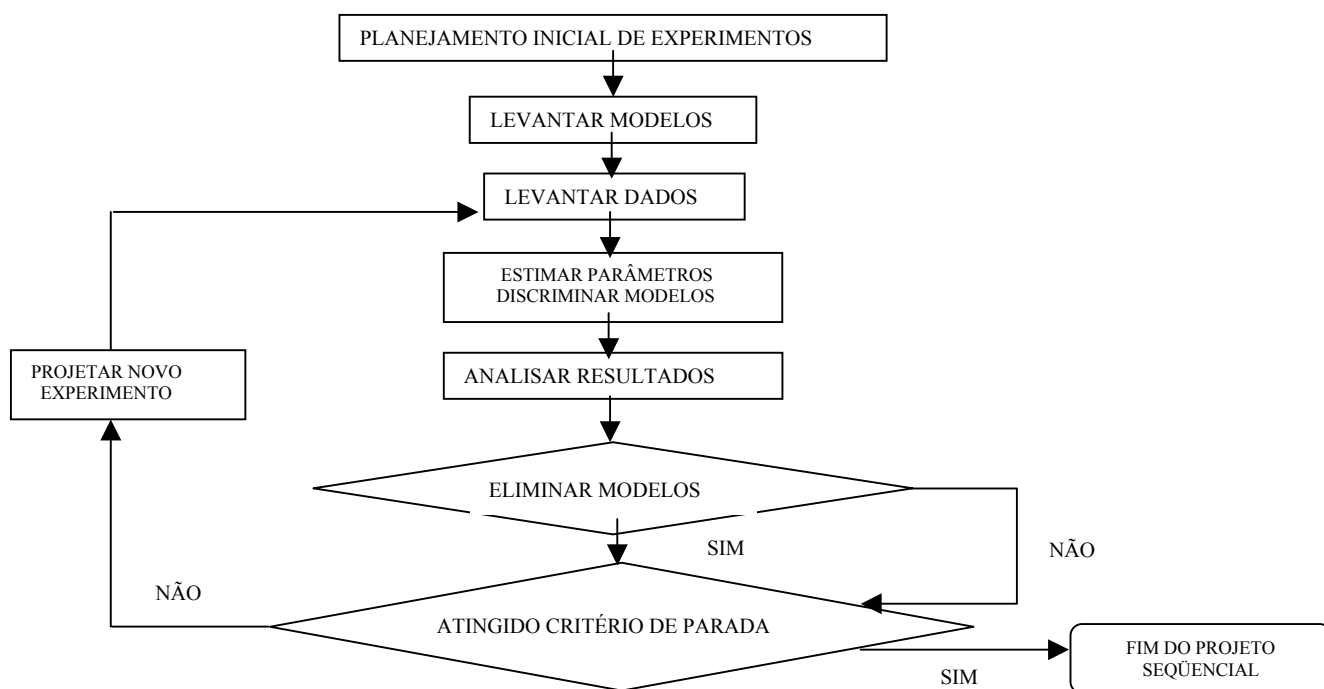 PLANEJAMENTO INICIAL DE EXPERIMENTOS
LEVANTAR MODELOS
LEVANTAR DADOS
ESTIMAR PARÂMETROS
DISCRIMINAR MODELOS
PROJETAR NOVO
EXPERIMENTO
ANALISAR RESULTADOS
ELIMINAR MODELOS
SIM
NÃO
NÃO
ATINGIDO CRITÉRIO DE PARADA
SIM
FIM DO PROJETO
SEQÜENCIAL